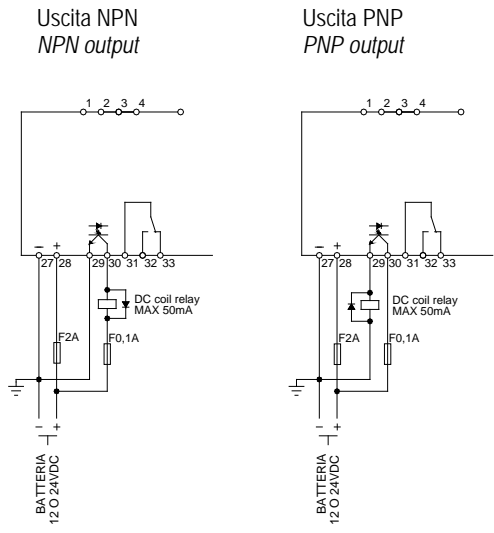 Uscita NPN
NPN output
1 2 3 4
– +
27 28 29 30 31 32 33
DC coil relay
MAX 50mA
F2A
F0,1A
– +
BATTERIA
12 O 24VDC
Uscita PNP
PNP output
1 2 3 4
– +
27 28 29 30 31 32 33
DC coil relay
MAX 50mA
F2A
F0,1A
– +
BATTERIA
12 O 24VDC